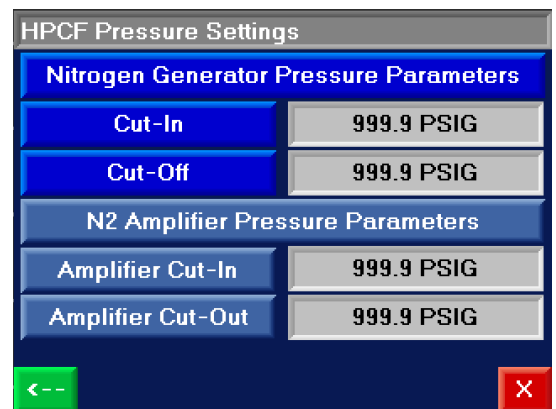 HPCF Pressure Settings
Nitrogen Generator Pressure Parameters
Cut-In 999.9 PSIG
Cut-Off 999.9 PSIG
N2 Amplifier Pressure Parameters
Amplifier Cut-In 999.9 PSIG
Amplifier Cut-Out 999.9 PSIG
<-- X